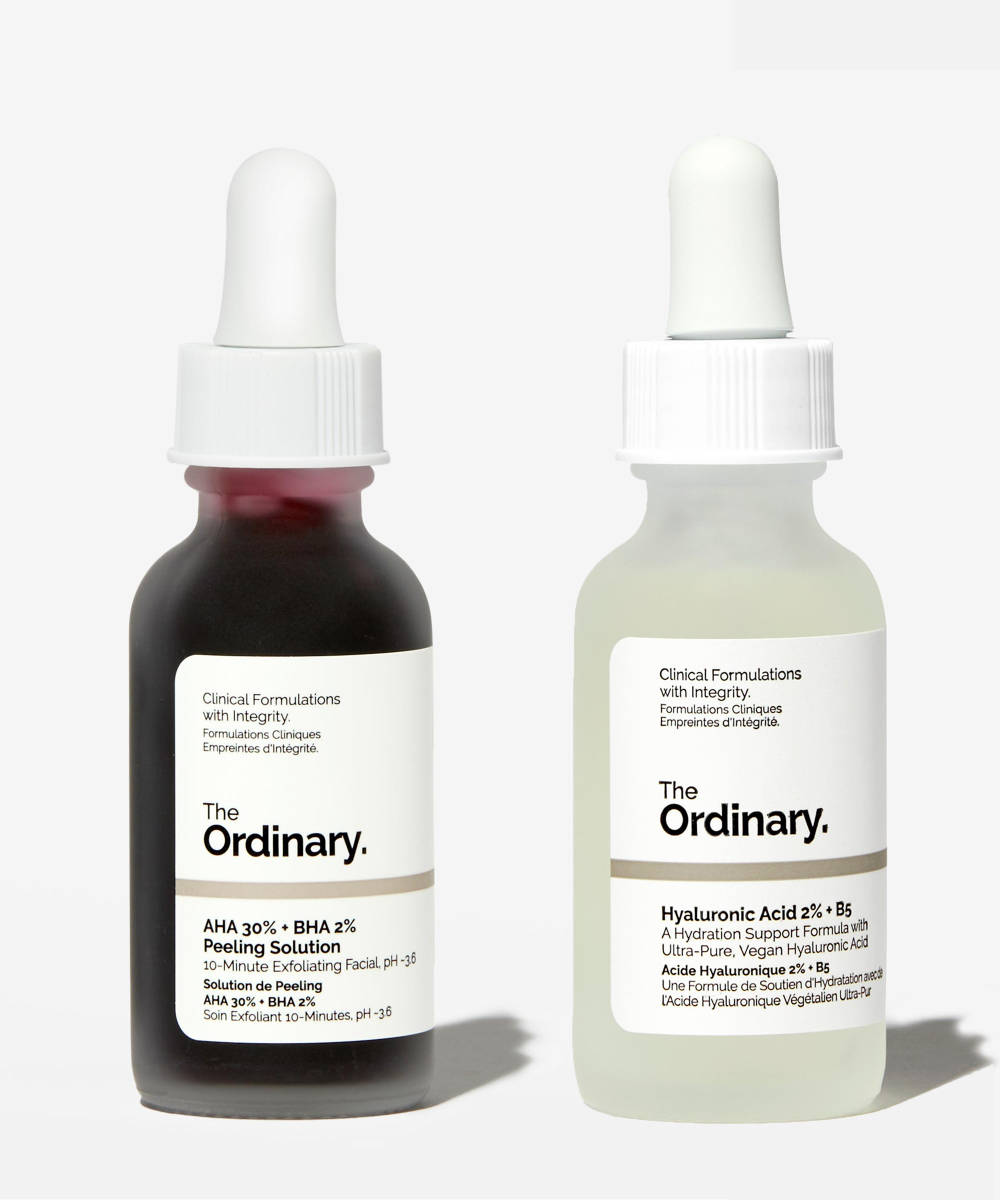 Clinical Formulations
with Integrity.
Formulations Cliniques
Empreintes d'Intégrité.
The
Ordinary.
AHA 30% + BHA 2%
Peeling Solution
10-Minute Exfoliating Facial, pH ~3.6
Solution de Peeling
AHA 30% + BHA 2%
Soin Exfoliant 10-Minutes, pH ~3.6
Clinical Formulations
with Integrity.
Formulations Cliniques
Empreintes d'Intégrité.
The
Ordinary.
Hyaluronic Acid 2% + B5
A Hydration Support Formula with
Ultra-Pure, Vegan Hyaluronic Acid
Acide Hyaluronique 2% + B5
Une Formule de Soutien d'Hydratation avec de
l'Acide Hyaluronique Végétalien Ultra-Pur